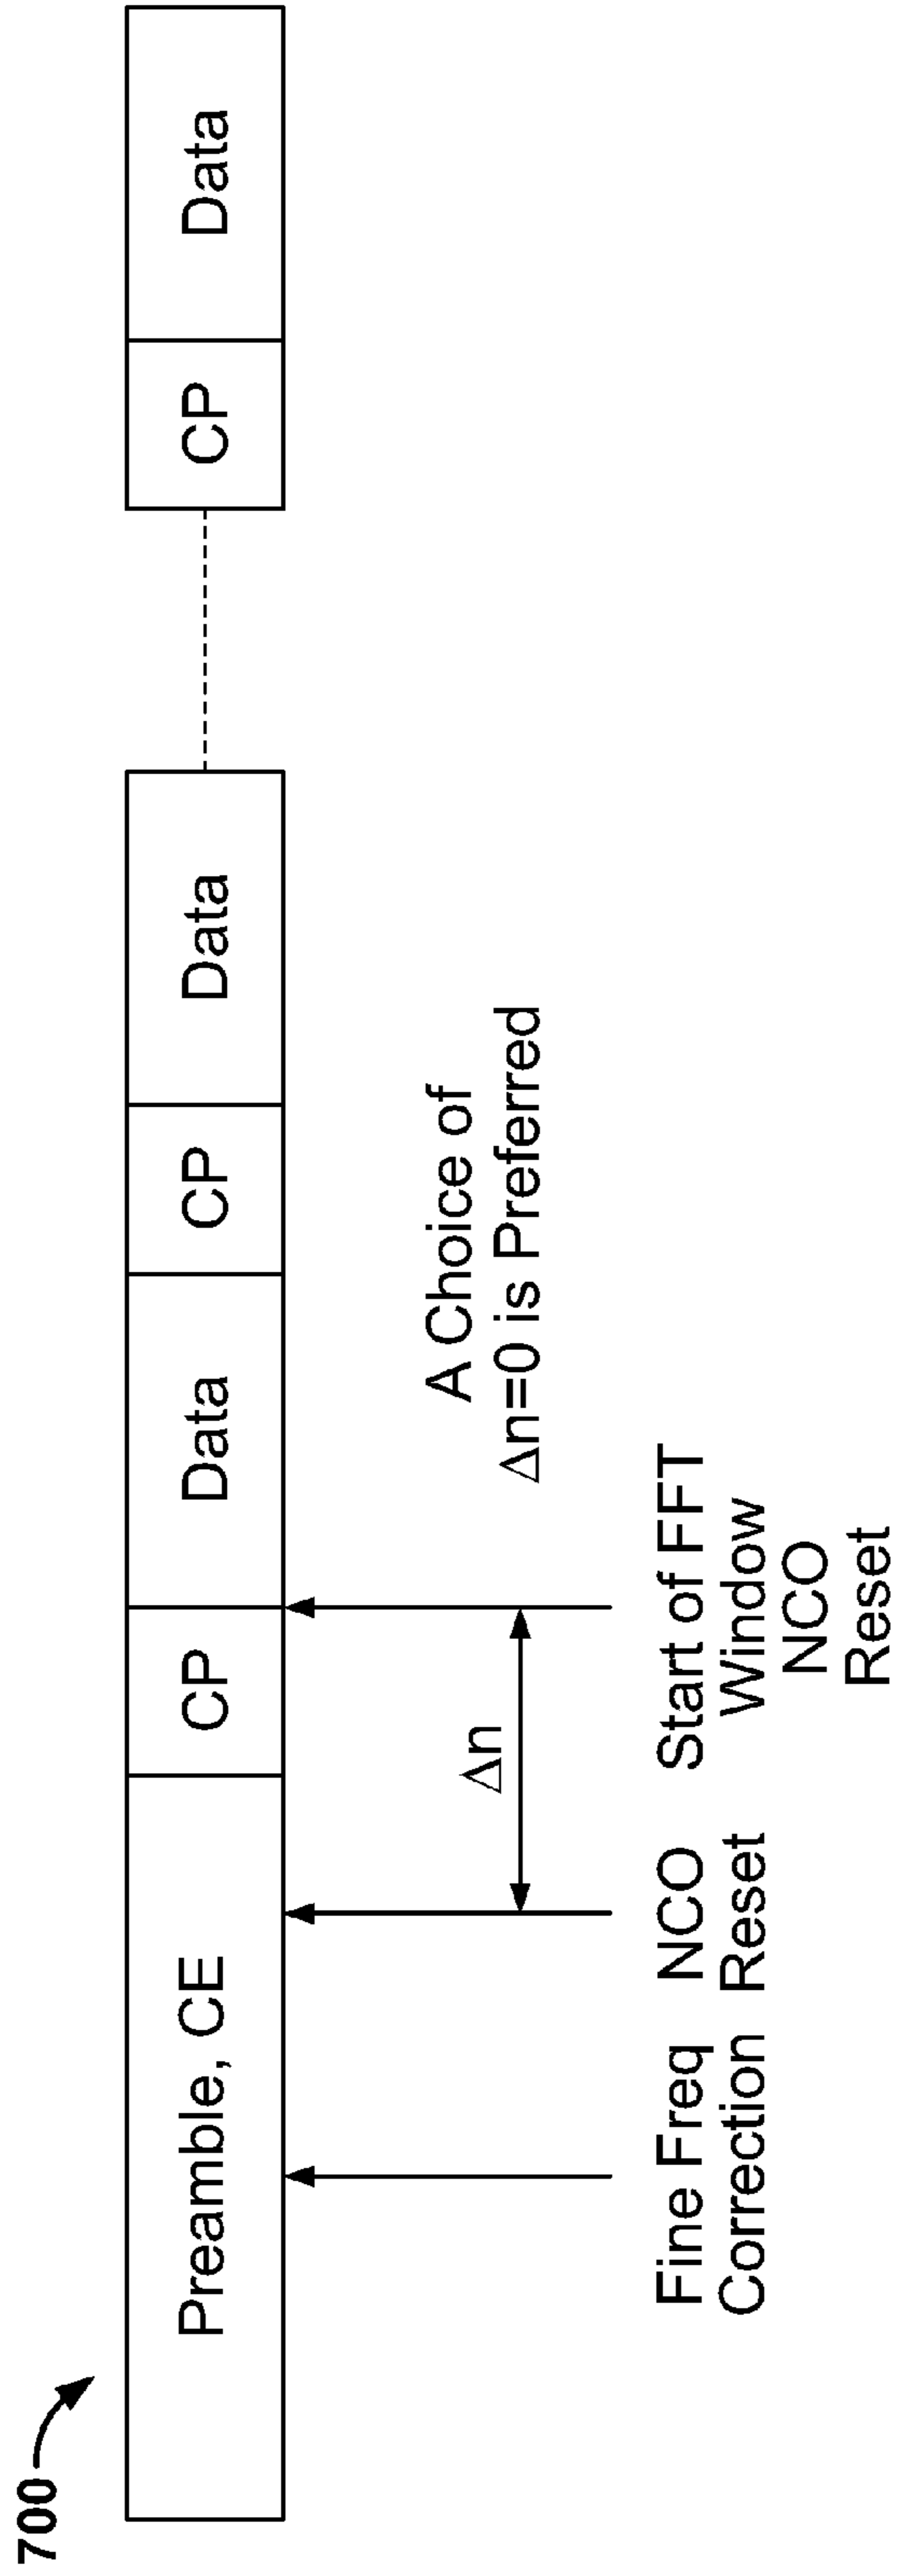 700
Preamble, CE
CP
Data
CP
Data
CP
Data
Δn
A Choice of
Δn=0 is Preferred
Fine Freq
Correction
NCO
Reset
Start of FFT
Window
NCO
Reset